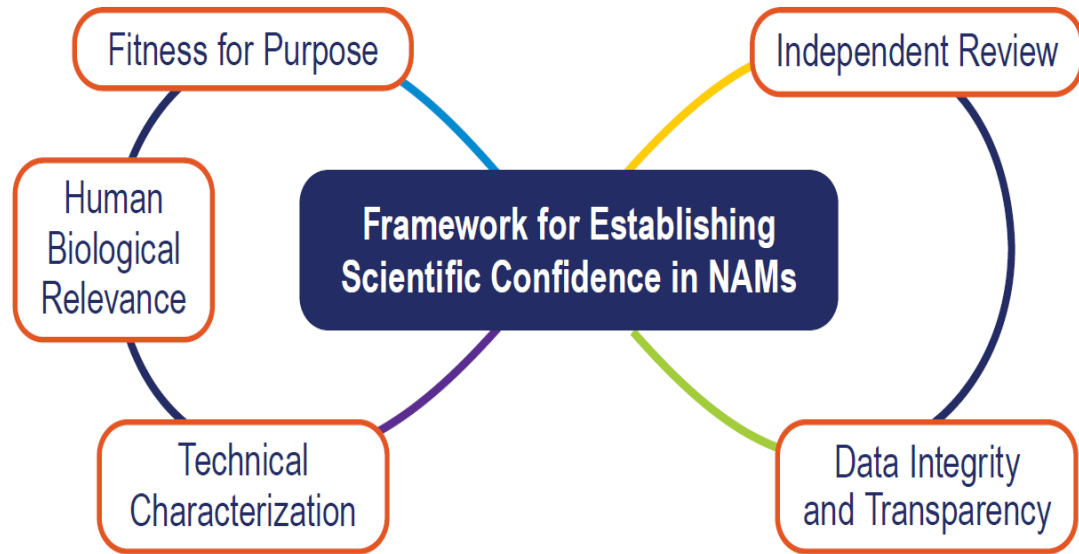 Fitness for Purpose
Independent Review
Human
Biological
Relevance
Framework for Establishing
Scientific Confidence in NAMs
Technical
Characterization
Data Integrity
and Transparency